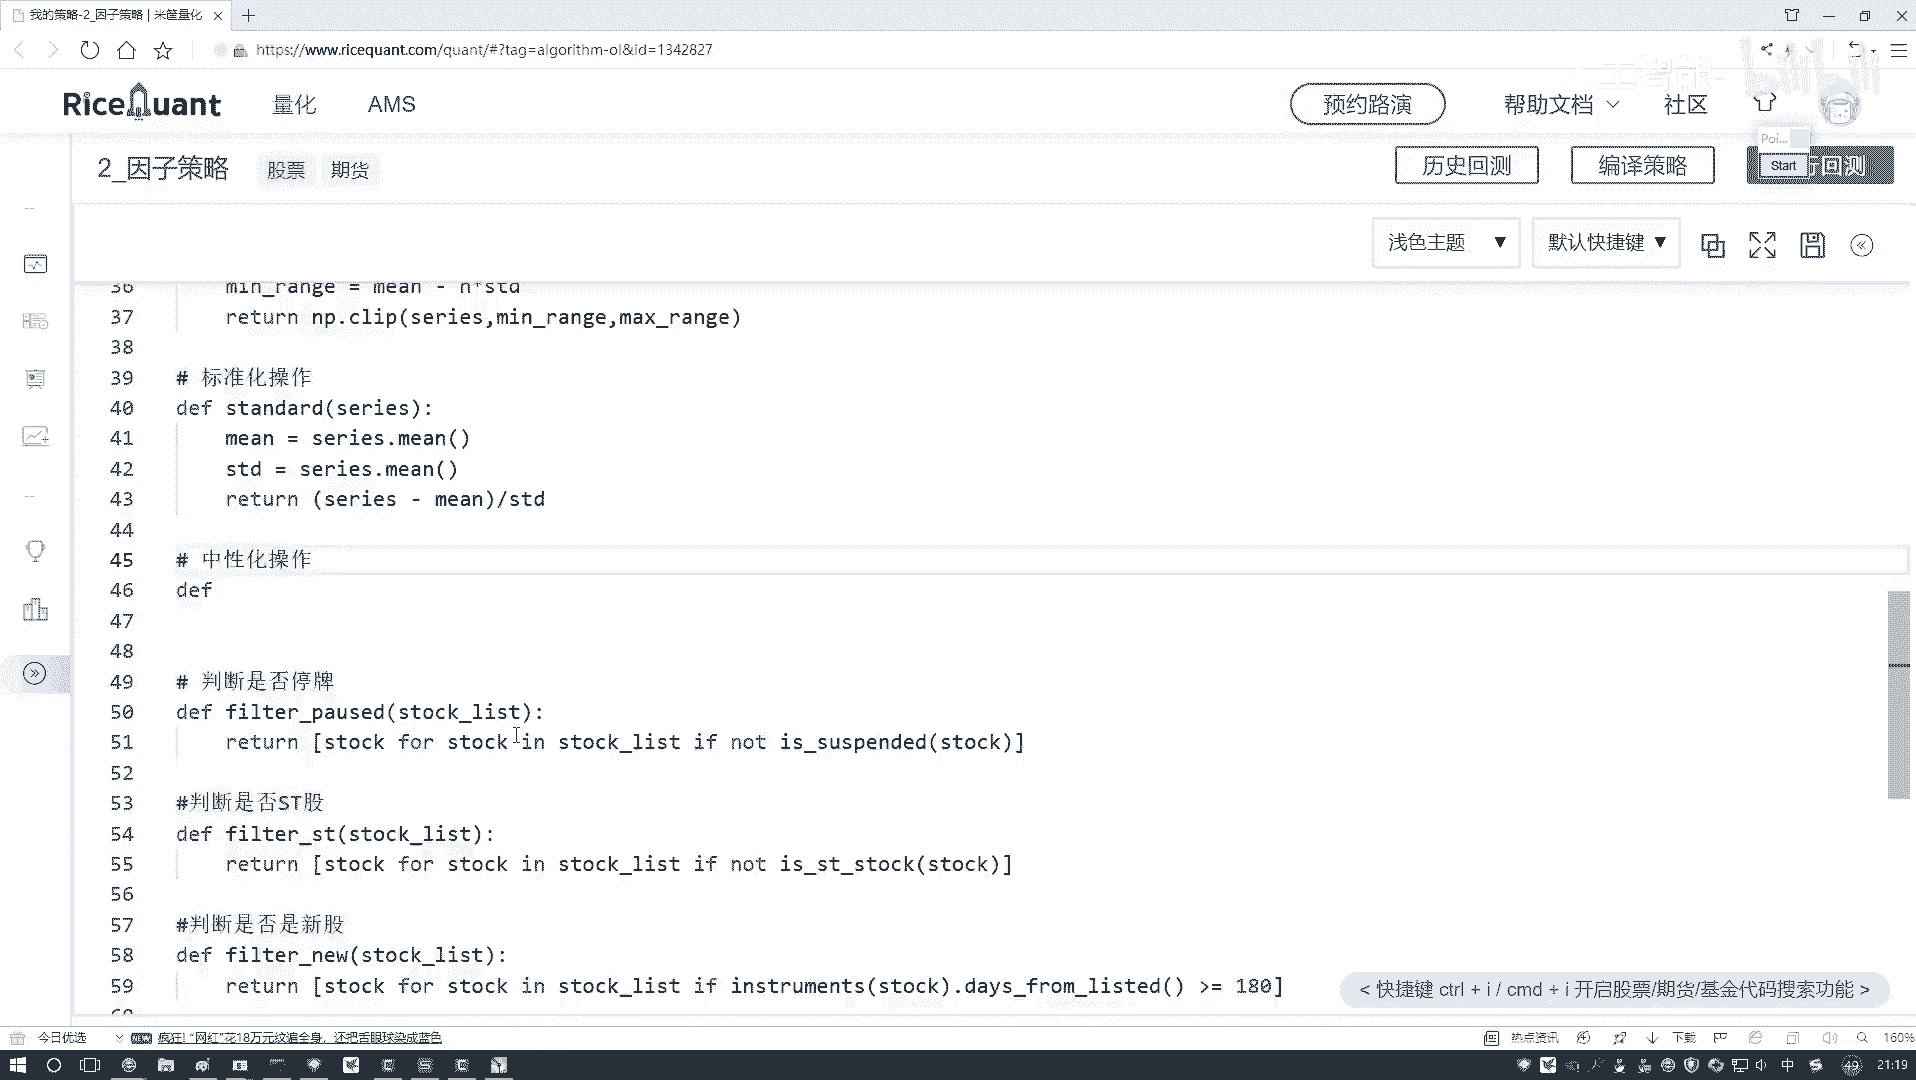 我的策略-2_因子策略 | 米筐量化
https://www.ricequant.com/quant/#?tag=algorithm-ol&id=1342827
RiceQuant 量化 AMS 预约路演 帮助文档 社区
Poi...
2_因子策略 股票 期货 历史回测 编译策略 Start 回测
浅色主题 ▼ 默认快捷键 ▼
36 min_range = mean - n*std
37 return np.clip(series,min_range,max_range)
38
39 # 标准化操作
40 def standard(series):
41 mean = series.mean()
42 std = series.mean()
43 return (series - mean)/std
44
45 # 中性化操作
46 def
47
48
49 # 判断是否停牌
50 def filter_paused(stock_list):
51 return [stock for stock in stock_list if not is_suspended(stock)]
52
53 #判断是否ST股
54 def filter_st(stock_list):
55 return [stock for stock in stock_list if not is_st_stock(stock)]
56
57 #判断是否是新股
58 def filter_new(stock_list):
59 return [stock for stock in stock_list if instruments(stock).days_from_listed() >= 180]
< 快捷键 ctrl + i / cmd + i 开启股票/期货/基金代码搜索功能 >
今日优选 NEW 疯狂! “网红”花18万元纹遍全身，还把舌眼球染成蓝色 热点资讯 下载 160%
中 49 21:19